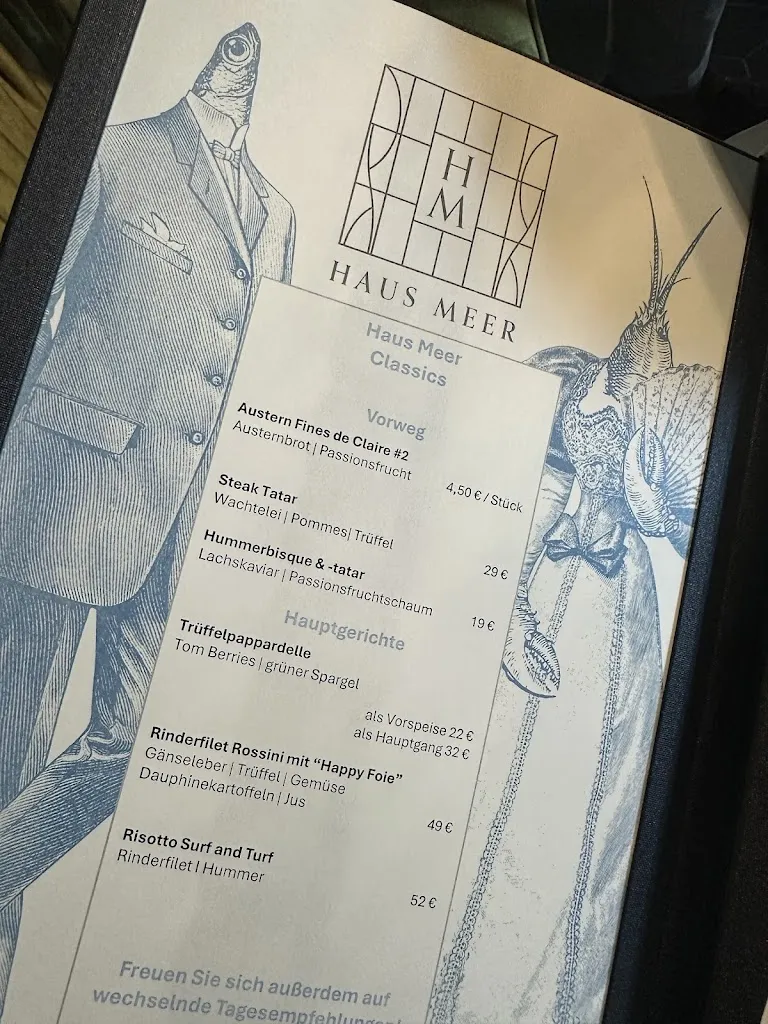 H
M
HAUS MEER
Haus Meer
Classics
Vorweg
Austern Fines de Claire #2
Austernbrot | Passionsfrucht
4,50 € / Stück
Steak Tatar
Wachtelei | Pommes| Trüffel
29 €
Hummerbisque & -tatar
Lachskaviar | Passionsfruchtschaum
19 €
Hauptgerichte
Trüffelpappardelle
Tom Berries | grüner Spargel
als Vorspeise 22 €
als Hauptgang 32 €
Rinderfilet Rossini mit “Happy Foie”
Gänseleber | Trüffel | Gemüse
Dauphinekartoffeln | Jus
49 €
Risotto Surf and Turf
Rinderfilet I Hummer
52 €
Freuen Sie sich außerdem auf
wechselnde Tagesempfehlungen!